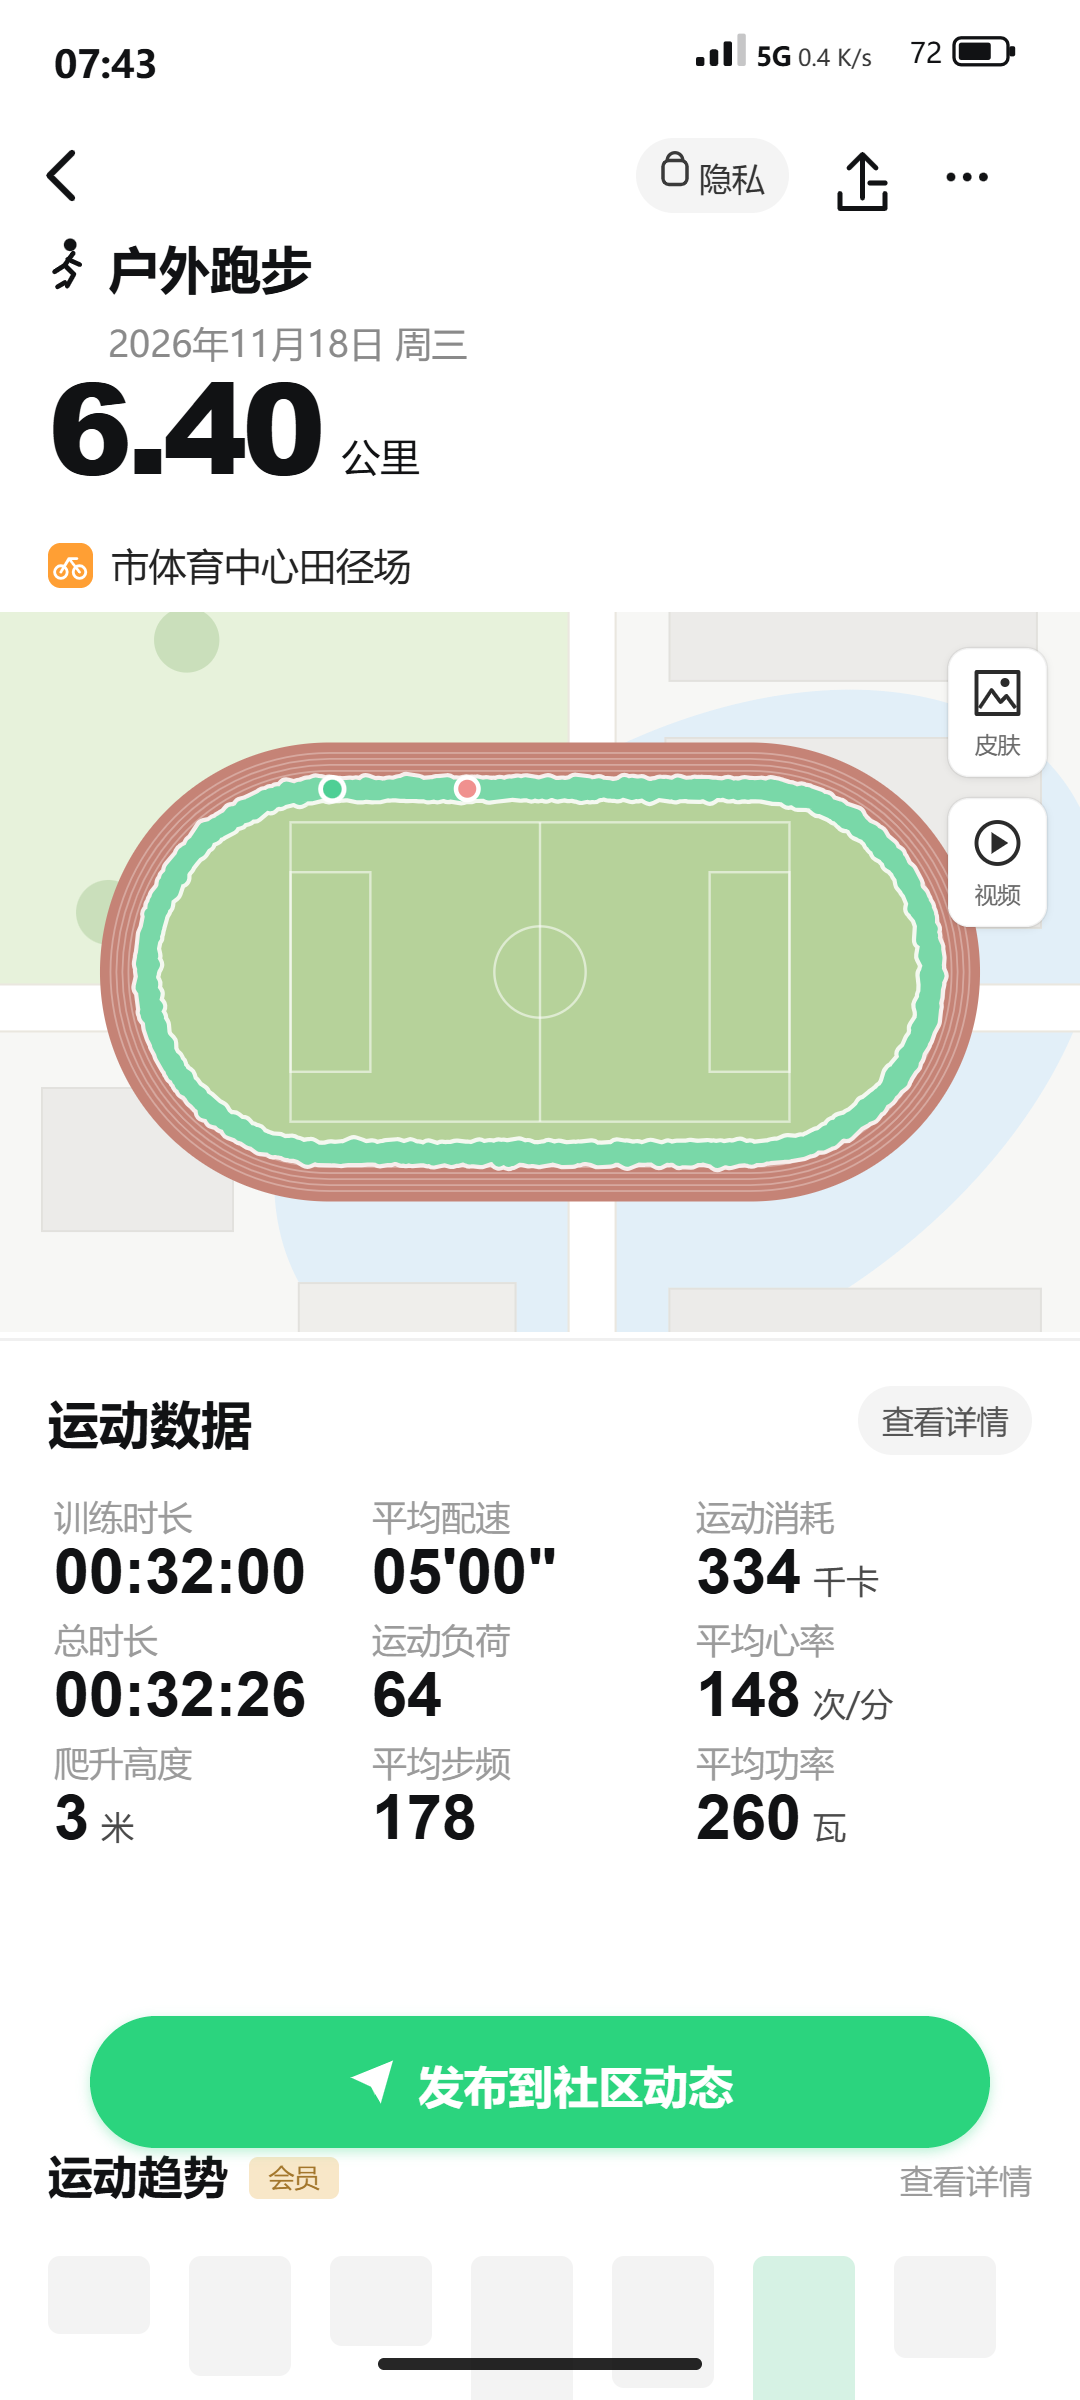 07:43
5G 0.4 K/s 72
隐私
户外跑步
2026年11月18日 周三
6.40 公里
市体育中心田径场
皮肤
视频
运动数据
查看详情
训练时长 平均配速 运动消耗
00:32:00 05'00" 334 千卡
总时长 运动负荷 平均心率
00:32:26 64 148 次/分
爬升高度 平均步频 平均功率
3 米 178 260 瓦
发布到社区动态
运动趋势 会员 查看详情